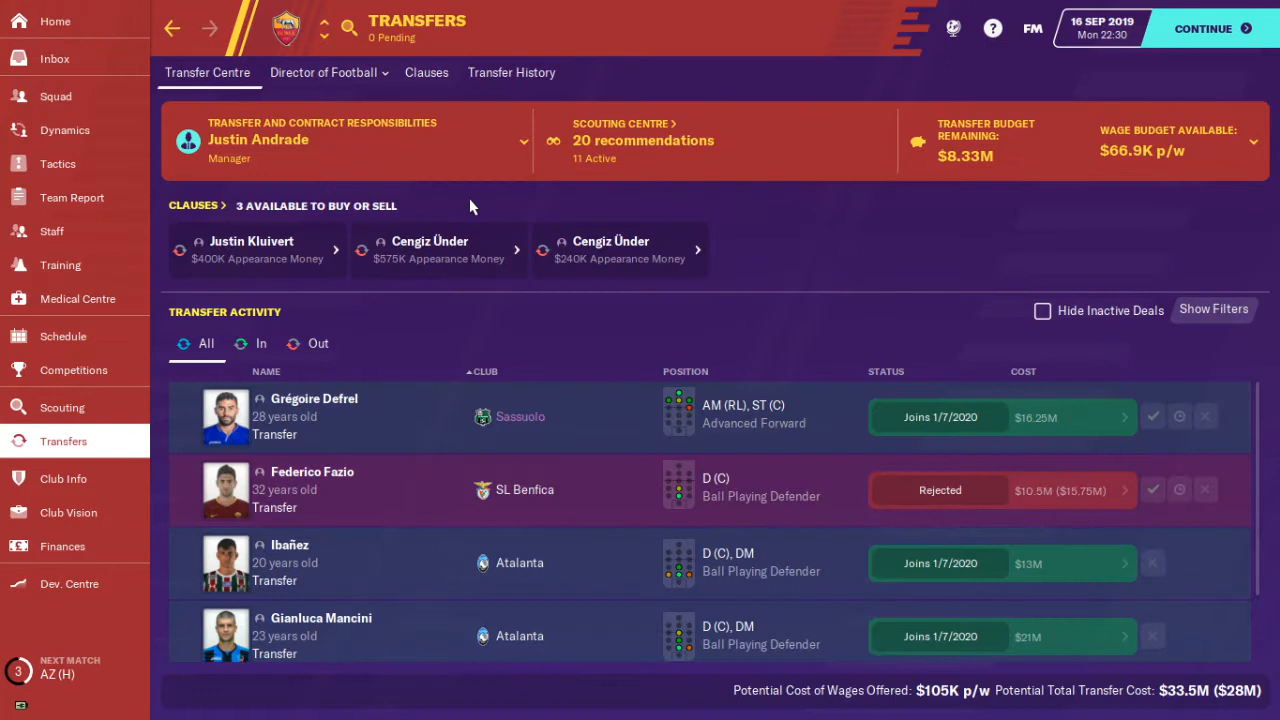 Home
Inbox
Squad
Dynamics
Tactics
Team Report
Staff
Training
Medical Centre
Schedule
Competitions
Scouting
Transfers
Club Info
Club Vision
Finances
Dev. Centre
3
NEXT MATCH
AZ (H)
TRANSFERS
0 Pending
?
FM
16 SEP 2019
Mon 22:30
CONTINUE
Transfer Centre
Director of Football
Clauses
Transfer History
TRANSFER AND CONTRACT RESPONSIBILITIES
Justin Andrade
Manager
SCOUTING CENTRE >
20 recommendations
11 Active
TRANSFER BUDGET
REMAINING:
$8.33M
WAGE BUDGET AVAILABLE:
$66.9K p/w
CLAUSES > 3 AVAILABLE TO BUY OR SELL
Justin Kluivert
$400K Appearance Money
Cengiz Ünder
$575K Appearance Money
Cengiz Ünder
$240K Appearance Money
TRANSFER ACTIVITY
Hide Inactive Deals
Show Filters
All
In
Out
NAME CLUB POSITION STATUS COST
Grégoire Defrel
28 years old
Transfer
Sassuolo
AM (RL), ST (C)
Advanced Forward
Joins 1/7/2020
$16.25M
Federico Fazio
32 years old
Transfer
SL Benfica
D (C)
Ball Playing Defender
Rejected
$10.5M ($15.75M)
Ibañez
20 years old
Transfer
Atalanta
D (C), DM
Ball Playing Defender
Joins 1/7/2020
$13M
Gianluca Mancini
23 years old
Transfer
Atalanta
D (C), DM
Ball Playing Defender
Joins 1/7/2020
$21M
Potential Cost of Wages Offered: $105K p/w Potential Total Transfer Cost: $33.5M ($28M)